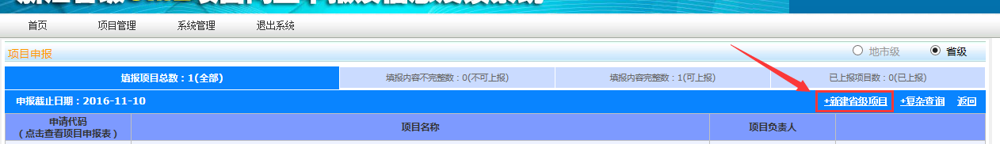 首页 项目管理 系统管理 退出系统
项目申报 地市级 省级
填报项目总数：1(全部) 填报内容不完整数：0(不可上报) 填报内容完整数：1(可上报) 已上报项目数：0(已上报)
申报截止日期：2016-11-10 +新建省级项目 +复杂查询 返回
申请代码
（点击查看项目申报表） 项目名称 项目负责人